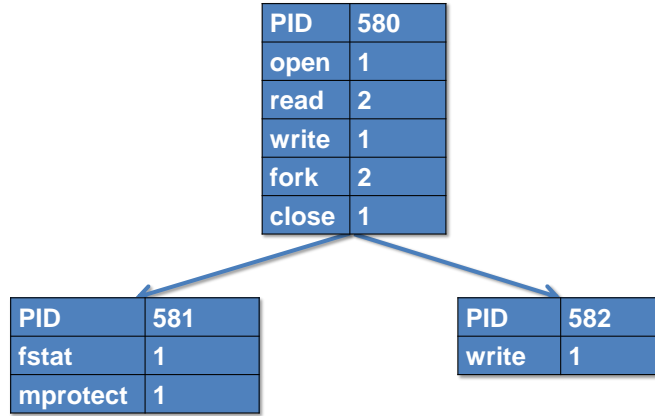 PID 580
open 1
read 2
write 1
fork 2
close 1
PID 581
fstat 1
mprotect 1
PID 582
write 1